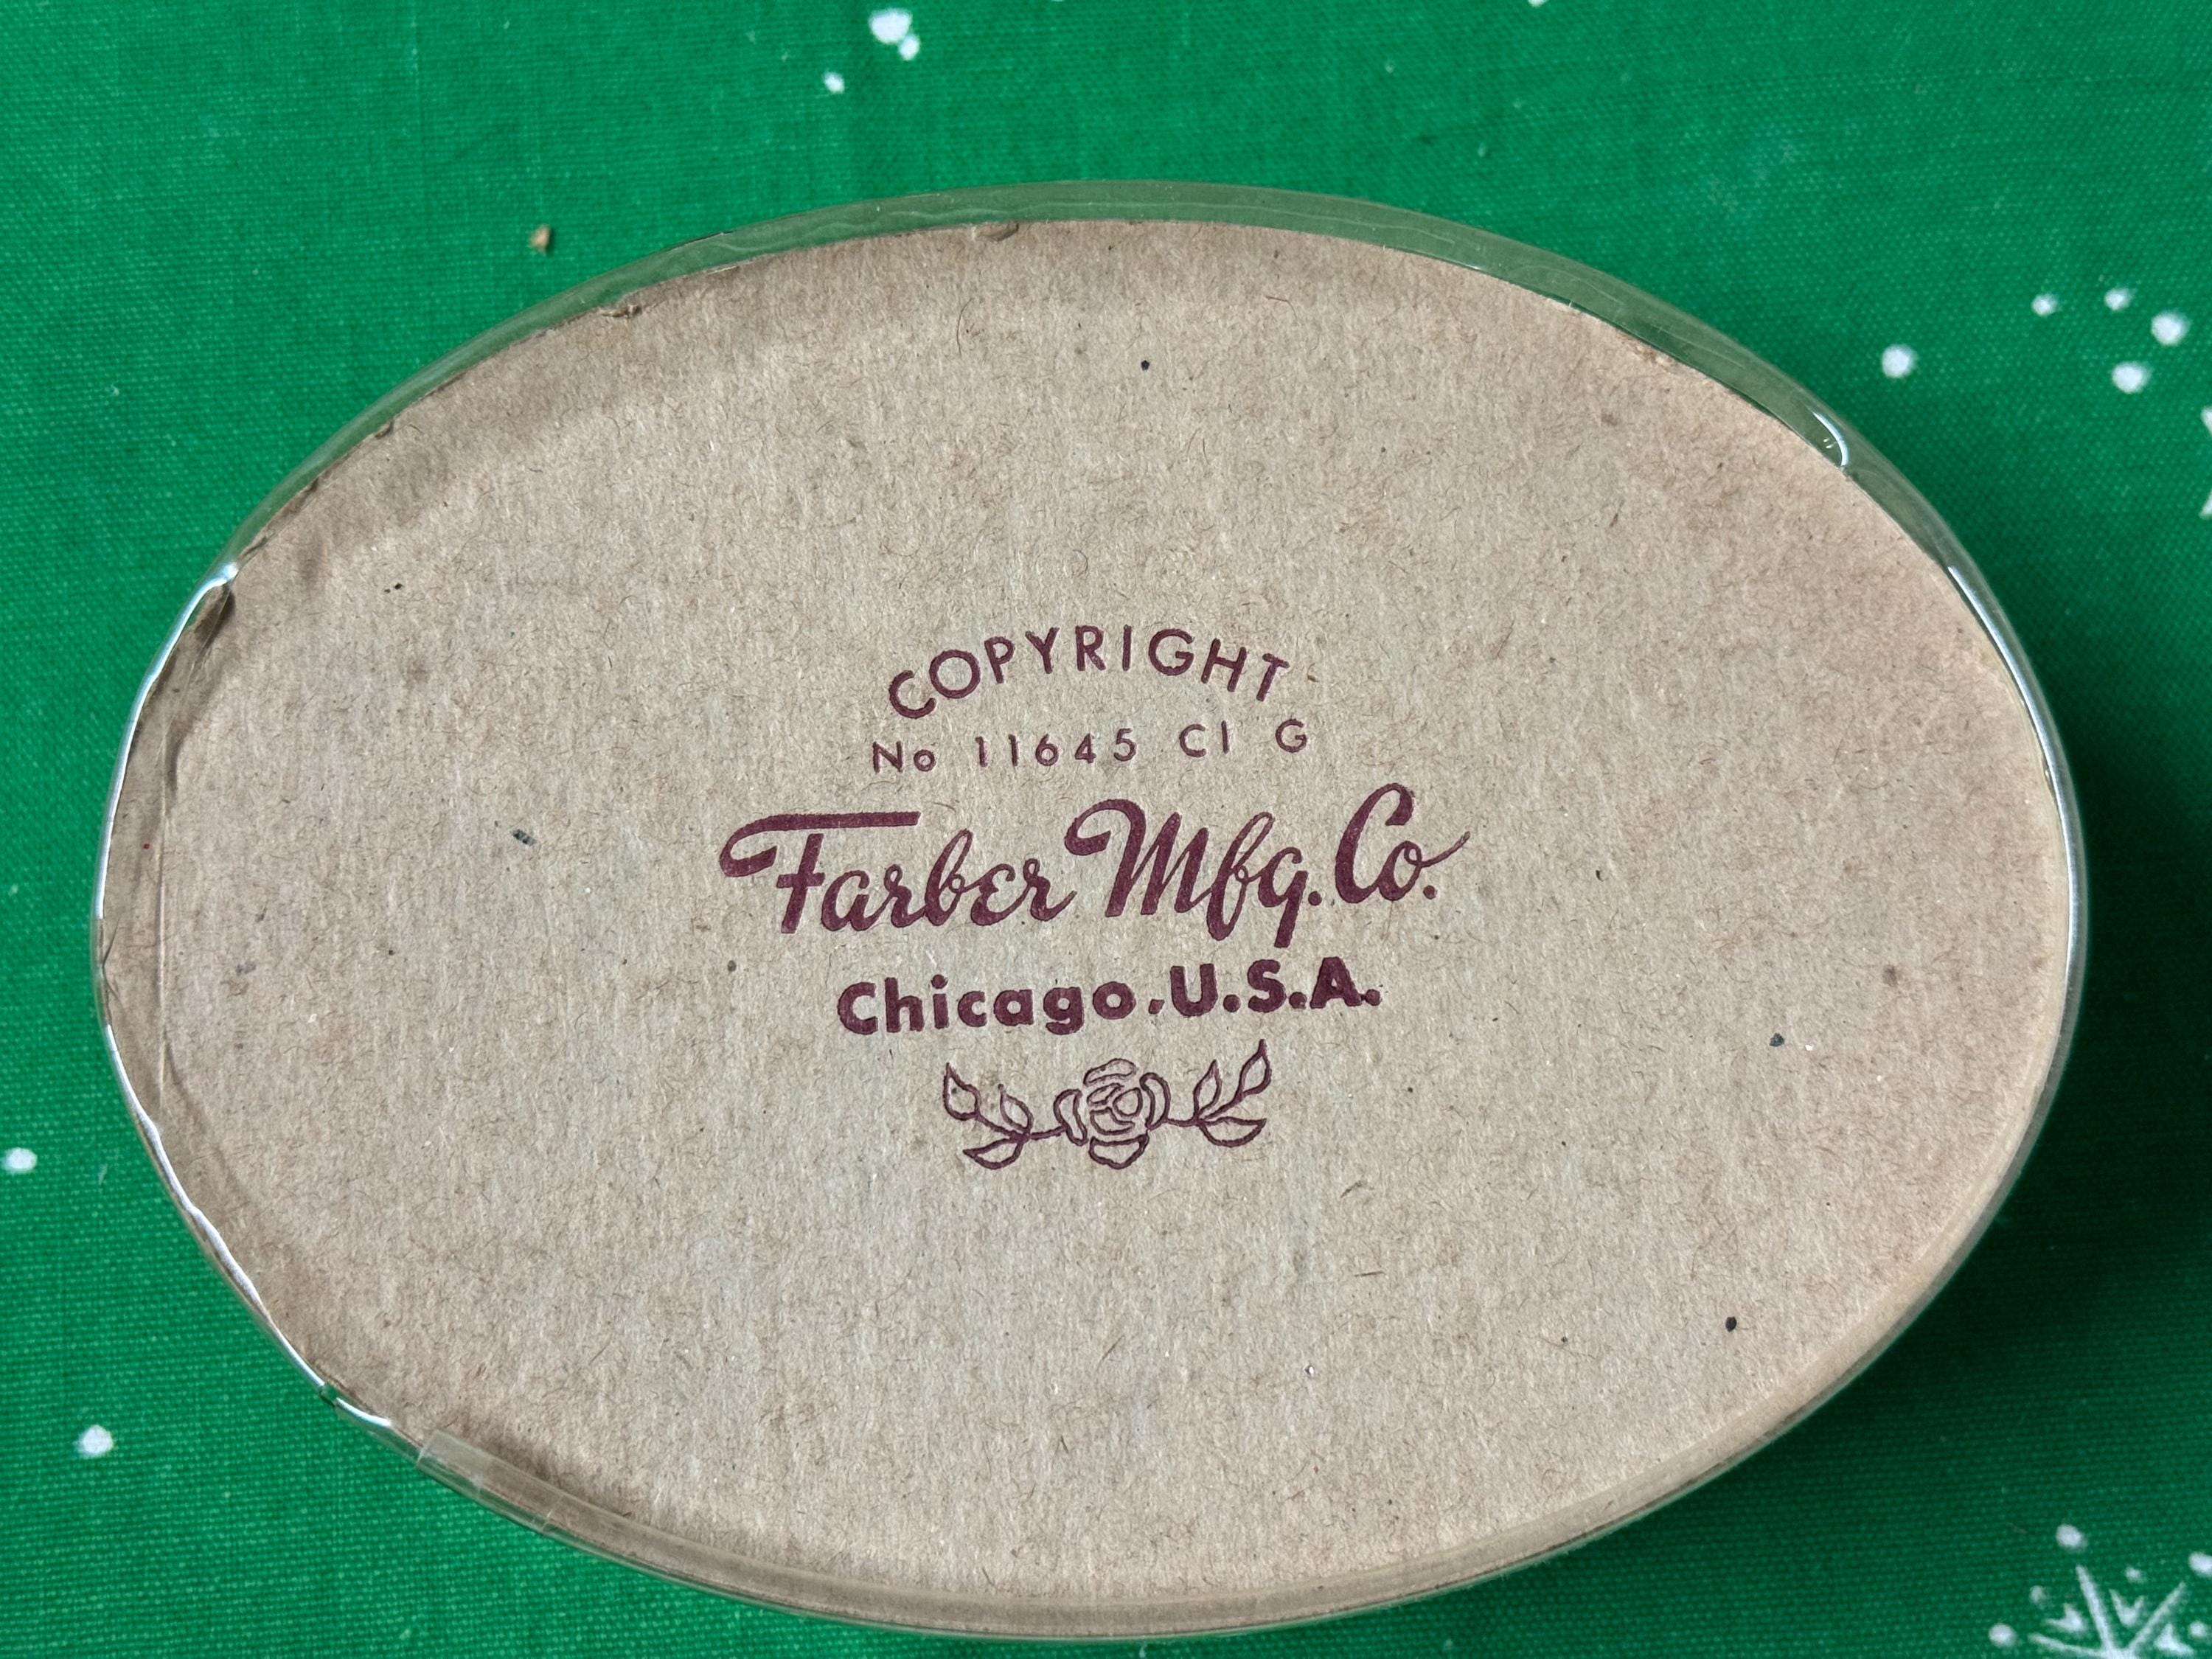 COPYRIGHT
No 11645 Cl G
Farber Mfg. Co.
Chicago. U.S.A.